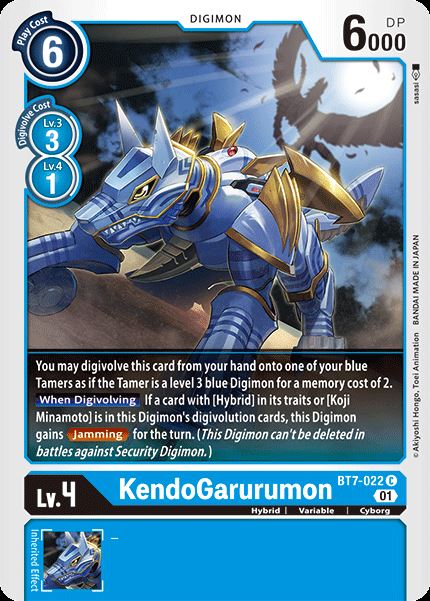 Play Cost
6
DIGIMON
DP
6000
Digivolve Cost
Lv.3
3
Lv.4
1
sasasi
You may digivolve this card from your hand onto one of your blue
Tamers as if the Tamer is a level 3 blue Digimon for a memory cost of 2.
When Digivolving If a card with [Hybrid] in its traits or [Koji
Minamoto] is in this Digimon's digivolution cards, this Digimon
gains Jamming for the turn. (This Digimon can't be deleted in
battles against Security Digimon.)
© Akiyoshi Hongo, Toei Animation BANDAI MADE IN JAPAN
Lv.4
KendoGarurumon
BT7-022 C
01
Hybrid | Variable | Cyborg
Inherited Effect
–